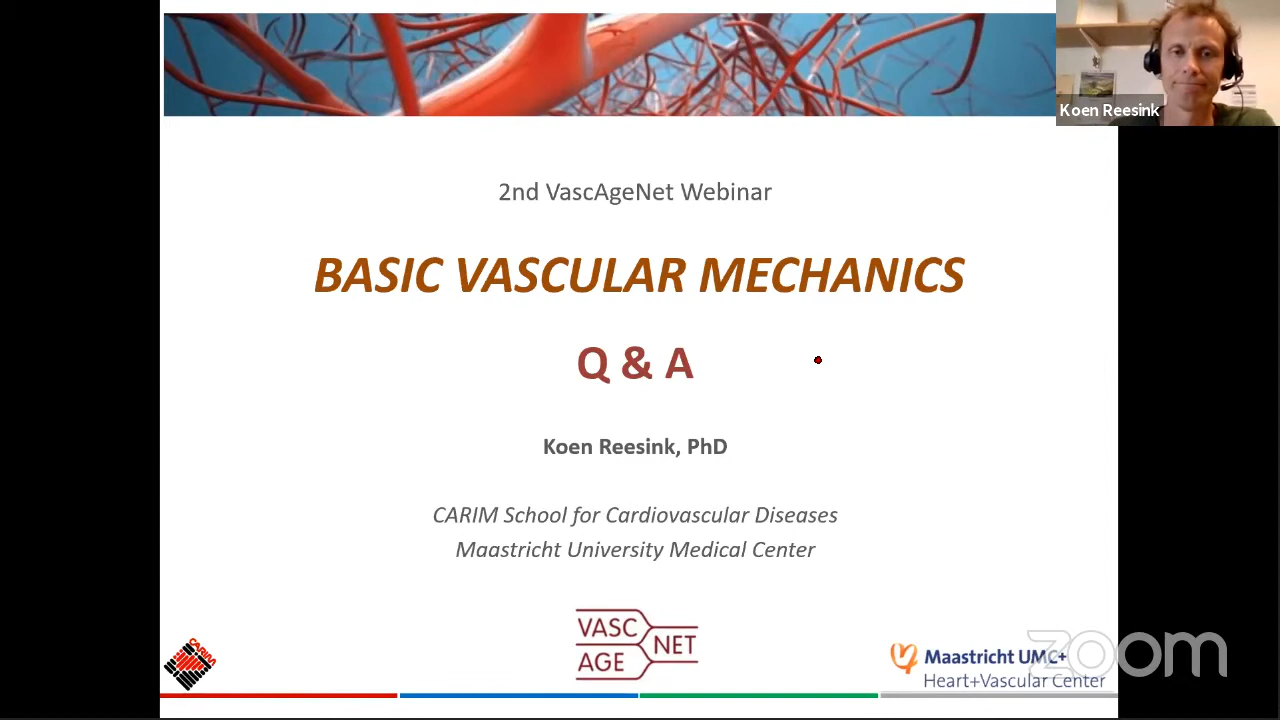 Koen Reesink
2nd VascAgeNet Webinar
BASIC VASCULAR MECHANICS
Q & A
Koen Reesink, PhD
CARIM School for Cardiovascular Diseases
Maastricht University Medical Center
VASC
AGE
NET
CARIM
Maastricht UMC+
Heart+Vascular Center
zoom